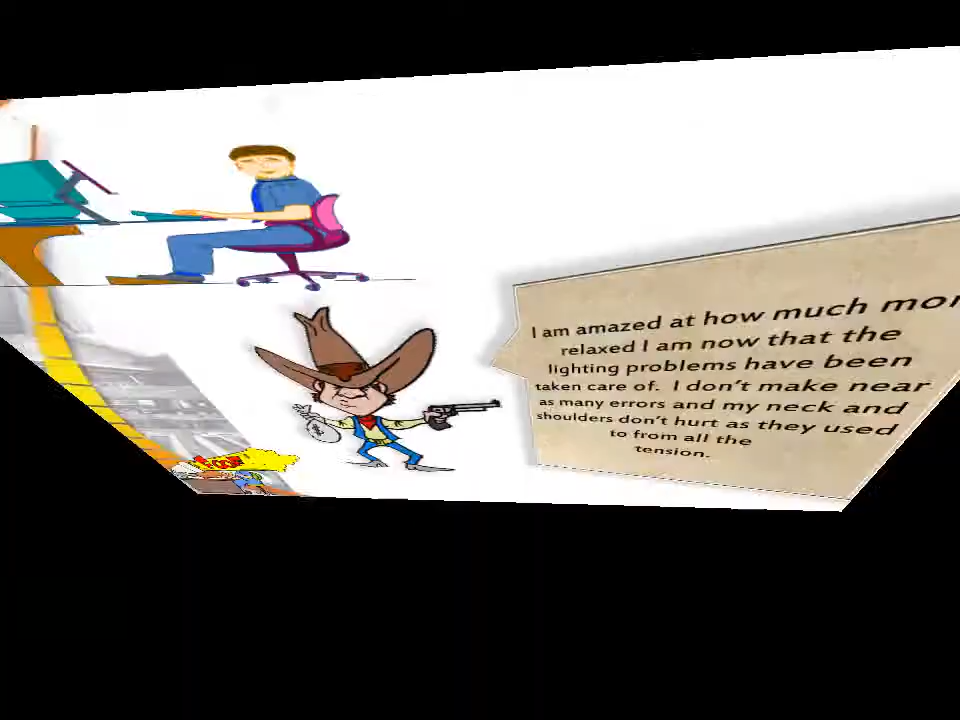 I am amazed at how much mor
relaxed I am now that the
lighting problems have been
taken care of. I don't make near
as many errors and my neck and
shoulders don't hurt as they used
to from all the
tension.